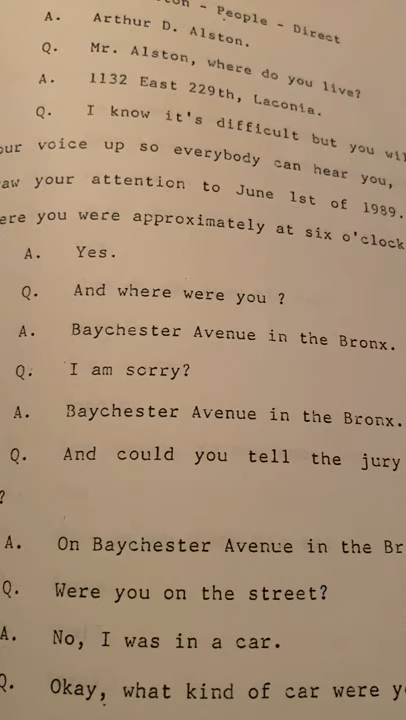 - People - Direct
A. Arthur D. Alston.
Q. Mr. Alston, where do you live?
A. 1132 East 229th, Laconia.
Q. I know it's difficult but you
voice up so everybody can hear you,
your attention to June 1st of 1989.
you were approximately at six o'clock
A. Yes.
Q. And where were you ?
A. Baychester Avenue in the Bronx.
Q. I am sorry?
A. Baychester Avenue in the Bronx.
Q. And could you tell the jury
?
A. On Baychester Avenue in the Br
Q. Were you on the street?
A. No, I was in a car.
Q. Okay, what kind of car were